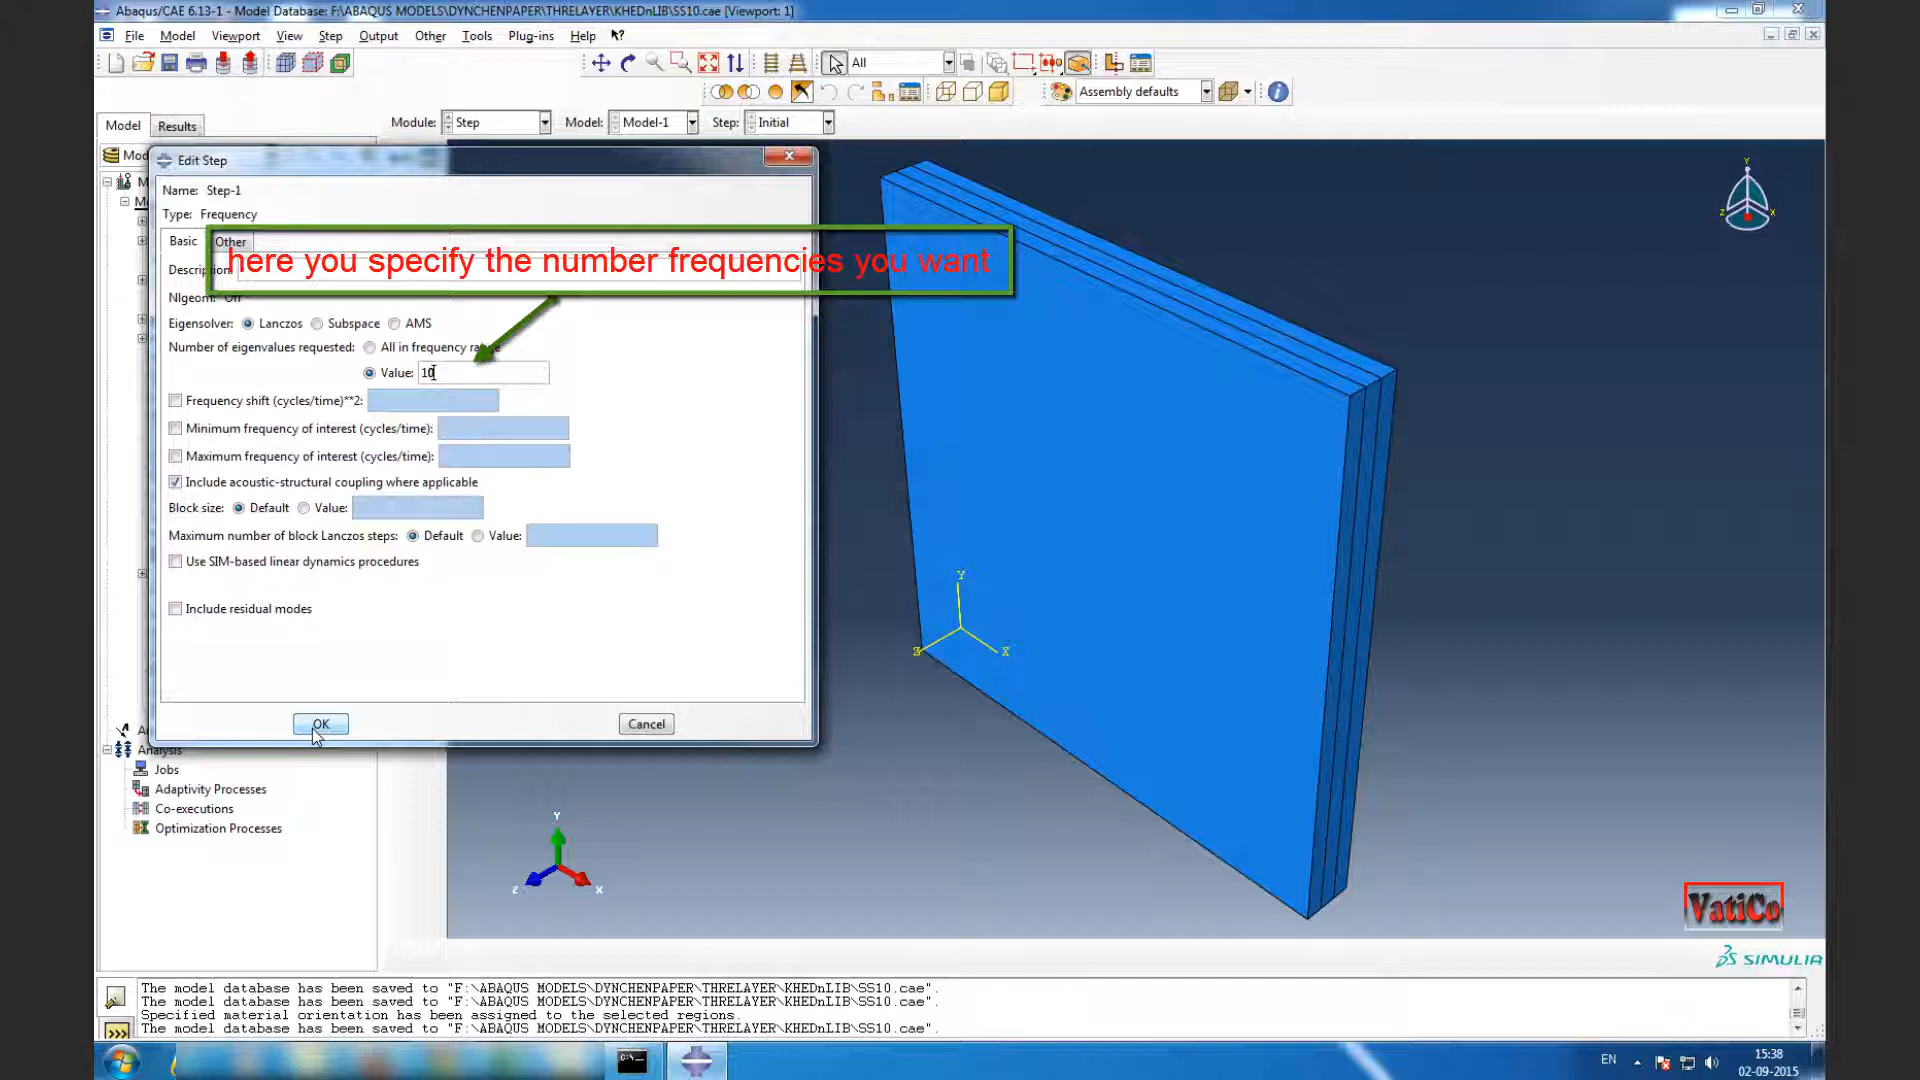 Abaqus/CAE 6.13-1 - Model Database: F:\ABAQUS MODELS\DYNCHENPAPER\THRELAYER\KHEDnLIB\SS10.cae [Viewport: 1]
File Model Viewport View Step Output Other Tools Plug-ins Help
All
Assembly defaults
Model Results
Module: Step Model: Model-1 Step: Initial
Edit Step
Name: Step-1
Type: Frequency
Basic Other
here you specify the number frequencies you want
Description
Nlgeom: Off
Eigensolver: Lanczos Subspace AMS
Number of eigenvalues requested: All in frequency range
Value: 10
Frequency shift (cycles/time)**2:
Minimum frequency of interest (cycles/time):
Maximum frequency of interest (cycles/time):
Include acoustic-structural coupling where applicable
Block size: Default Value:
Maximum number of block Lanczos steps: Default Value:
Use SIM-based linear dynamics procedures
Include residual modes
OK Cancel
Analysis
Jobs
Adaptivity Processes
Co-executions
Optimization Processes
Y
Z X
Y
Z X
Y
Z X
VatiCo
SIMULIA
The model database has been saved to "F:\ABAQUS MODELS\DYNCHENPAPER\THRELAYER\KHEDnLIB\SS10.cae".
The model database has been saved to "F:\ABAQUS MODELS\DYNCHENPAPER\THRELAYER\KHEDnLIB\SS10.cae".
Specified material orientation has been assigned to the selected regions.
The model database has been saved to "F:\ABAQUS MODELS\DYNCHENPAPER\THRELAYER\KHEDnLIB\SS10.cae".
>>>
EN
15:38
02-09-2015